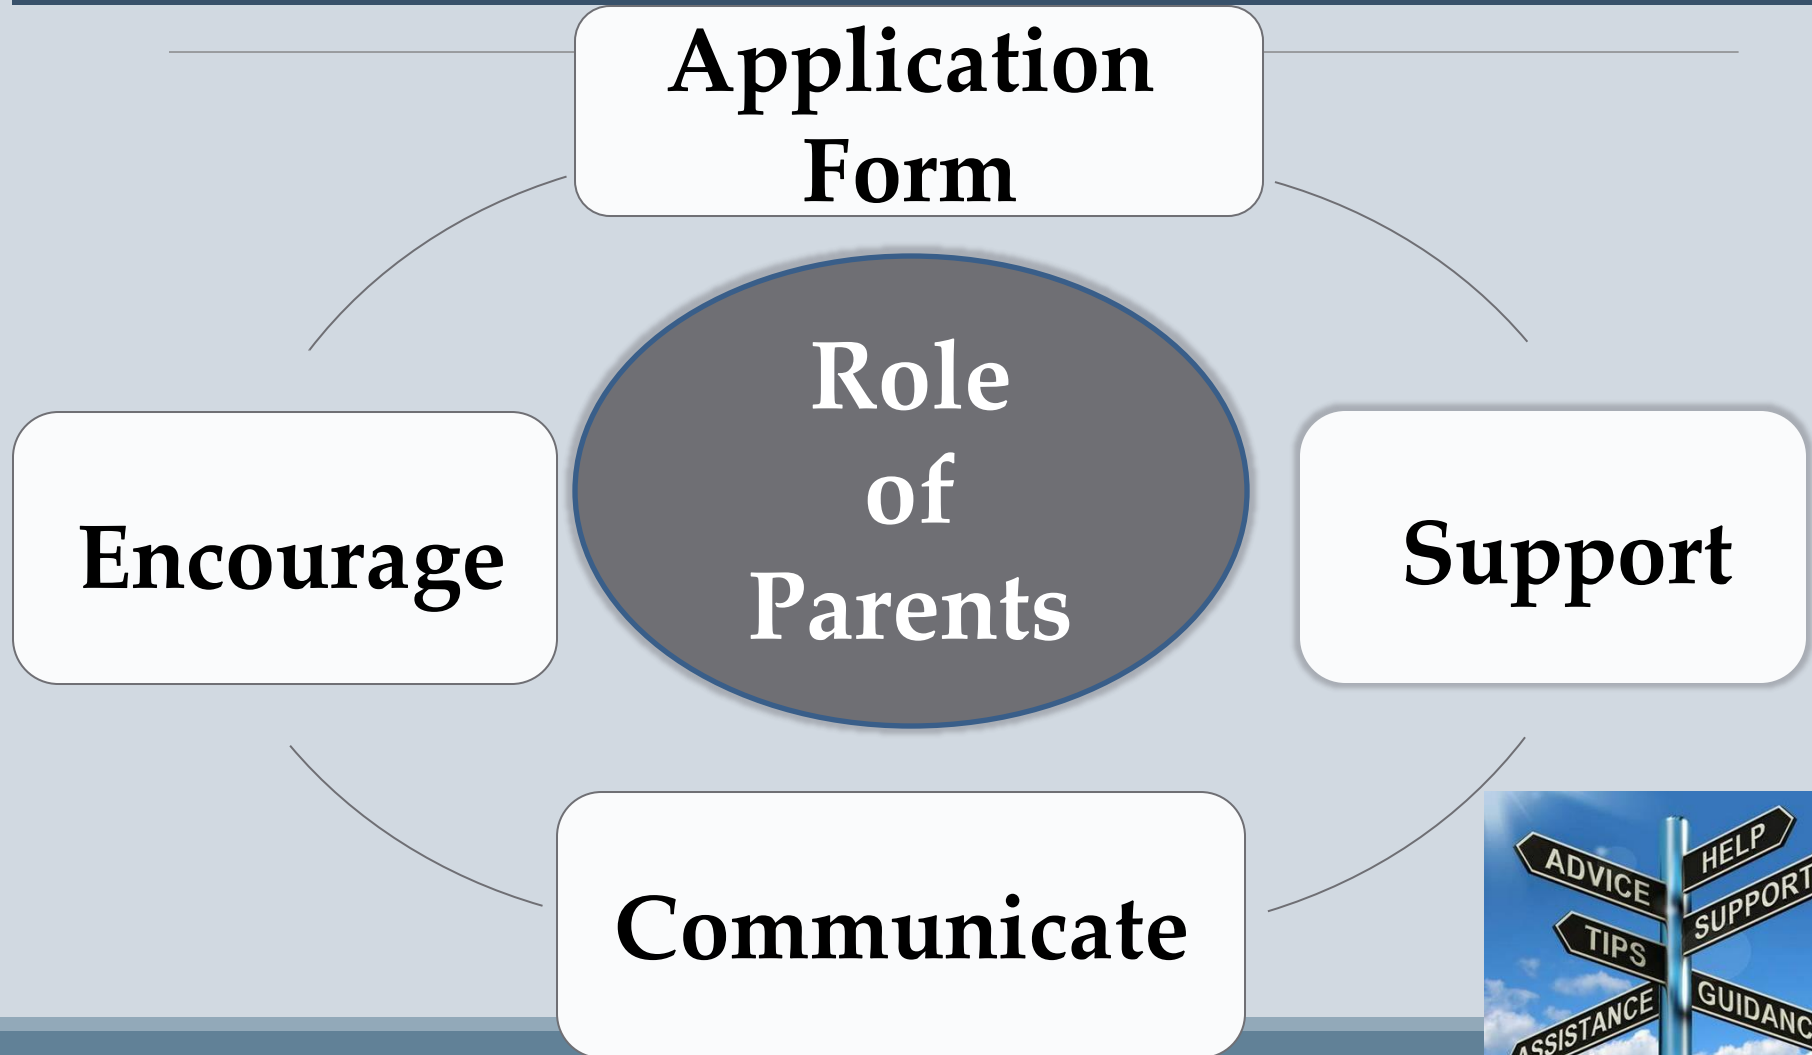 Application
Form
Role
of
Parents
Encourage
Support
Communicate
ADVICE
HELP
SUPPORT
TIPS
GUIDANC
ASSISTANCE